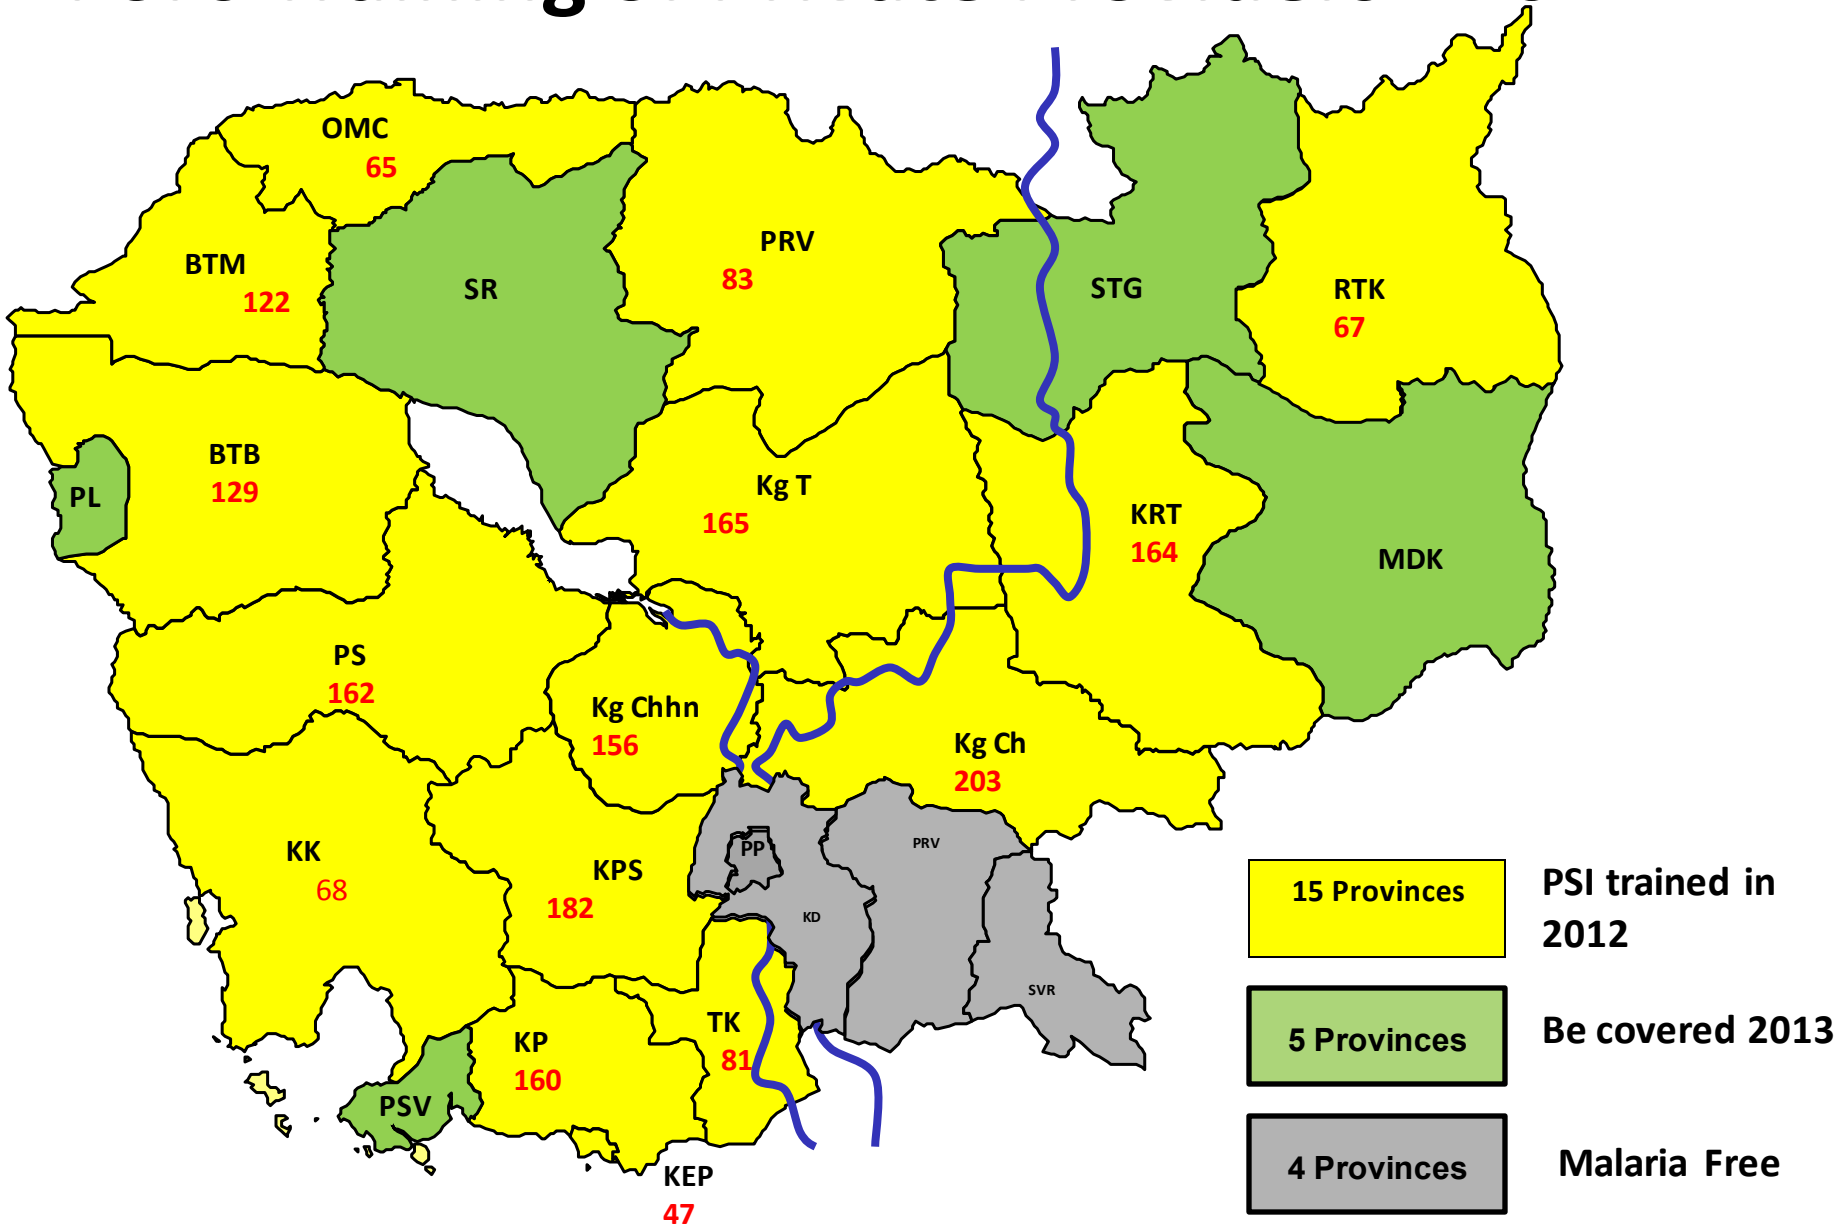 OMC
65
BTM
122
SR
PRV
83
STG
RTK
67
BTB
129
PL
Kg T
165
KRT
164
MDK
PS
162
Kg Chhn
156
Kg Ch
203
KK
68
KPS
182
PP
PRV
KD
SVR
TK
81
KP
160
PSV
KEP
47
15 Provinces
PSI trained in
2012
5 Provinces
Be covered 2013
4 Provinces
Malaria Free